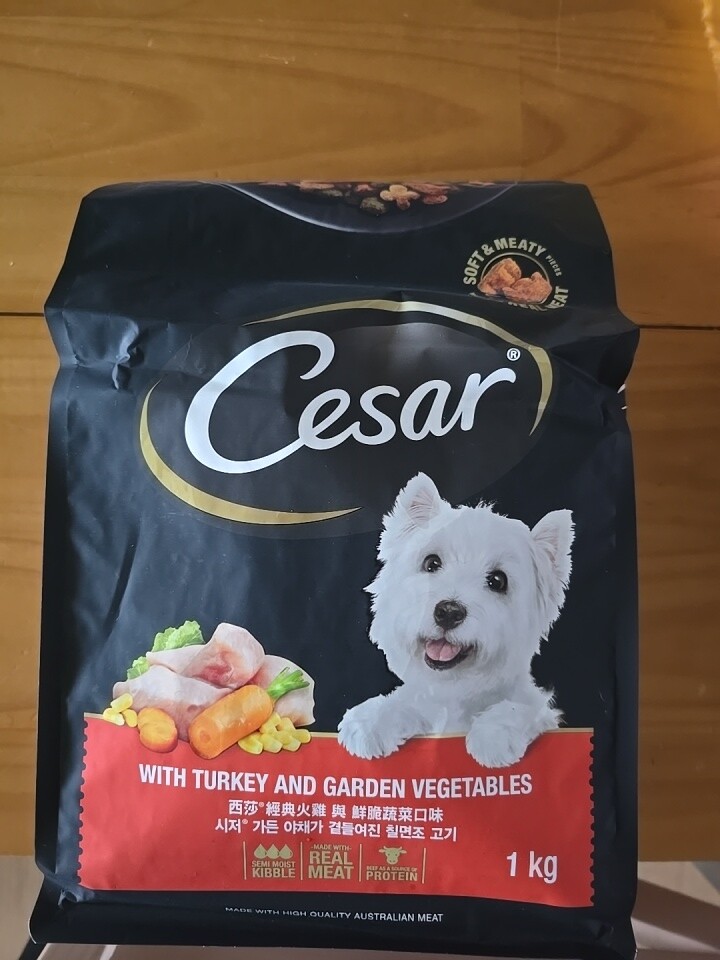 SOFT & MEATY PIECES
Cesar®
WITH TURKEY AND GARDEN VEGETABLES
西莎®經典火雞 與 鮮脆蔬菜口味
시저® 가든 야채가 곁들여진 칠면조 고기
SEMI MOIST
KIBBLE
-MADE WITH-
REAL
MEAT
BEEF AS A SOURCE OF
PROTEIN
1 kg
MADE WITH HIGH QUALITY AUSTRALIAN MEAT